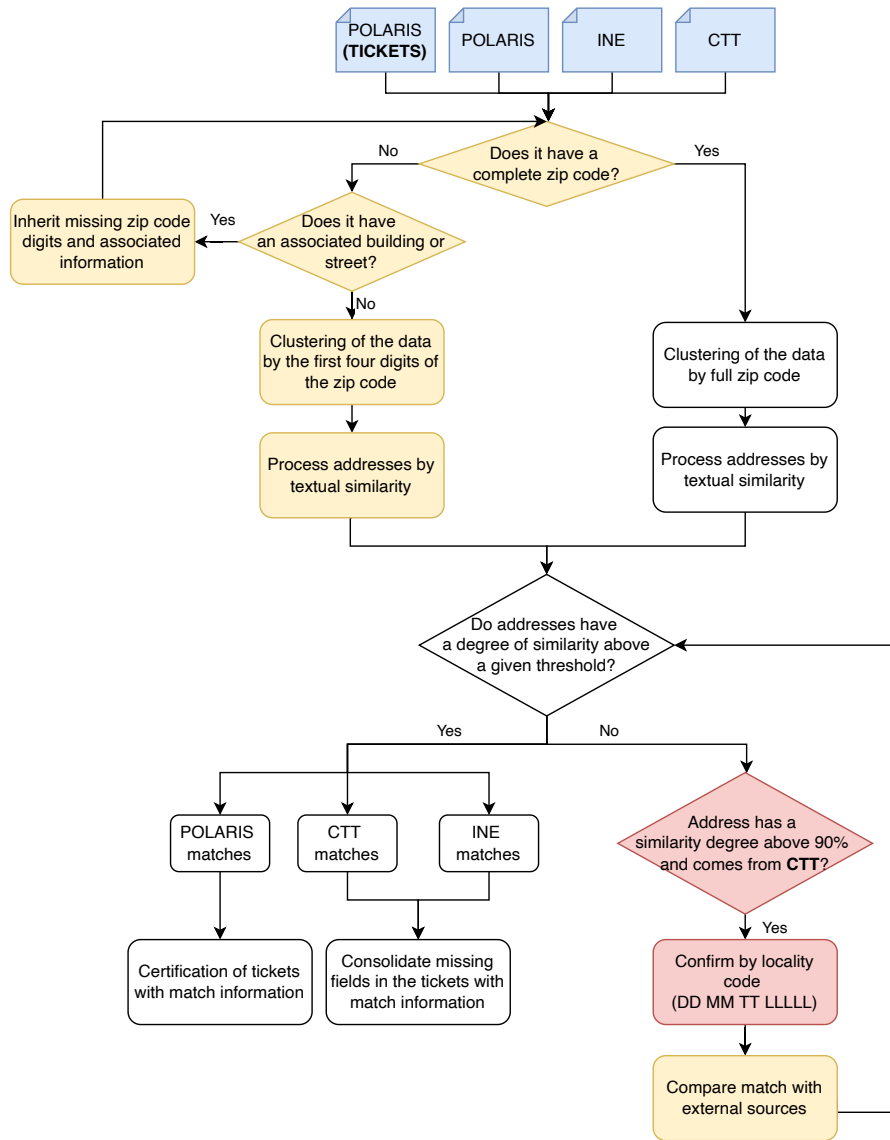 POLARIS
(TICKETS)
POLARIS
INE
CTT
Does it have a
complete zip code?
No
Yes
Does it have
an associated building or
street?
Yes
Inherit missing zip code
digits and associated
information
No
Clustering of the data
by the first four digits of
the zip code
Clustering of the data
by full zip code
Process addresses by
textual similarity
Process addresses by
textual similarity
Do addresses have
a degree of similarity above
a given threshold?
Yes
No
POLARIS
matches
CTT
matches
INE
matches
Address has a
similarity degree above 90%
and comes from CTT?
Yes
Certification of tickets
with match information
Consolidate missing
fields in the tickets with
match information
Confirm by locality
code
(DD MM TT LLLLL)
Compare match with
external sources